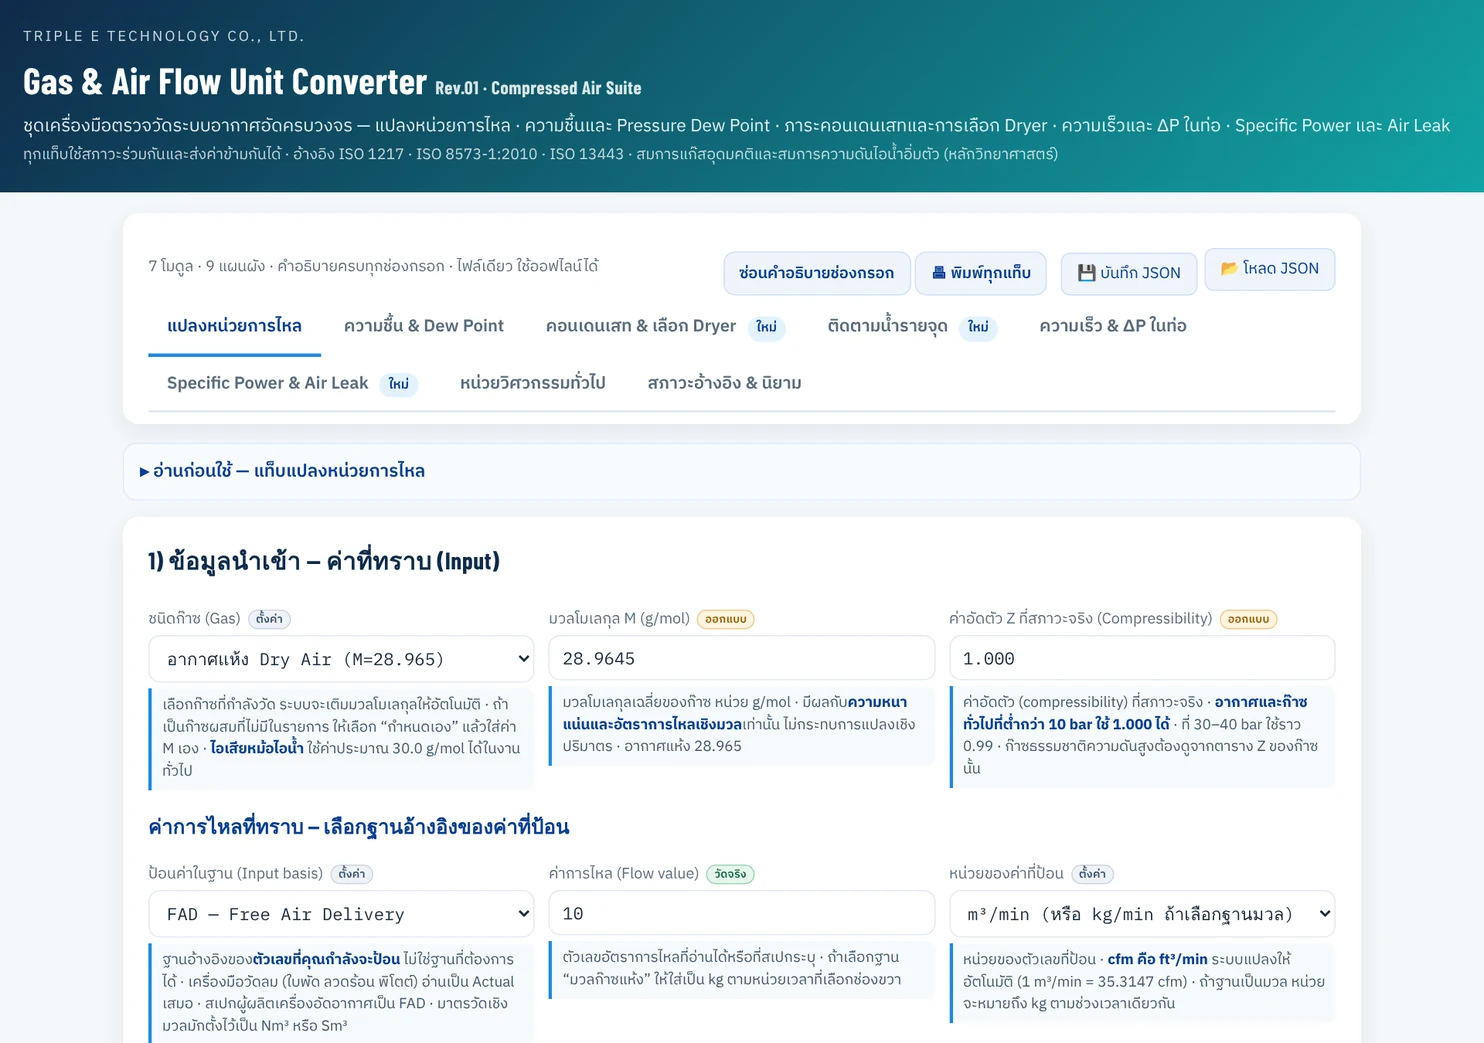 TRIPLE E TECHNOLOGY CO., LTD.
Gas & Air Flow Unit Converter Rev.01 · Compressed Air Suite
ชุดเครื่องมือตรวจวัดระบบอากาศอัดครบวงจร — แปลงหน่วยการไหล · ความชื้นและ Pressure Dew Point · ภาระคอนเดนเสทและการเลือก Dryer · ความเร็วและ ΔP ในท่อ · Specific Power และ Air Leak
ทุกแท็บใช้สภาวะร่วมกันและส่งค่าข้ามกันได้ · อ้างอิง ISO 1217 · ISO 8573-1:2010 · ISO 13443 · สมการแก๊สอุดมคติและสมการความดันไอน้ำอิ่มตัว (หลักวิทยาศาสตร์)
7 โมดูล · 9 แผนผัง · คำอธิบายครบทุกช่องกรอก · ไฟล์เดียว ใช้ออฟไลน์ได้
ซ่อนคำอธิบายช่องกรอก
พิมพ์ทุกแท็บ
บันทึก JSON
โหลด JSON
แปลงหน่วยการไหล
ความชื้น & Dew Point
คอนเดนเสท & เลือก Dryer ใหม่
ติดตามน้ำรายจุด ใหม่
ความเร็ว & ΔP ในท่อ
Specific Power & Air Leak ใหม่
หน่วยวิศวกรรมทั่วไป
สภาวะอ้างอิง & นิยาม
▸ อ่านก่อนใช้ — แท็บแปลงหน่วยการไหล
1) ข้อมูลนำเข้า – ค่าที่ทราบ (Input)
ชนิดก๊าซ (Gas) ตั้งค่า
อากาศแห้ง Dry Air (M=28.965)
เลือกก๊าซที่กำลังวัด ระบบจะเติมมวลโมเลกุลให้อัตโนมัติ · ถ้า
เป็นก๊าซผสมที่ไม่มีในรายการ ให้เลือก “กำหนดเอง” แล้วใส่ค่า
M เอง · ไอเสียหม้อไอน้ำ ใช้ค่าประมาณ 30.0 g/mol ได้ในงาน
ทั่วไป
มวลโมเลกุล M (g/mol) ออกแบบ
28.9645
มวลโมเลกุลเฉลี่ยของก๊าซ หน่วย g/mol · มีผลกับความหนา
แน่นและอัตราการไหลเชิงมวลเท่านั้น ไม่กระทบการแปลงเชิง
ปริมาตร · อากาศแห้ง 28.965
ค่าอัดตัว Z ที่สภาวะจริง (Compressibility) ออกแบบ
1.000
ค่าอัดตัว (compressibility) ที่สภาวะจริง · อากาศและก๊าซ
ทั่วไปที่ต่ำกว่า 10 bar ใช้ 1.000 ได้ · ที่ 30–40 bar ใช้ราว
0.99 · ก๊าซธรรมชาติความดันสูงต้องดูจากตาราง Z ของก๊าซ
นั้น
ค่าการไหลที่ทราบ – เลือกฐานอ้างอิงของค่าที่ป้อน
ป้อนค่าในฐาน (Input basis) ตั้งค่า
FAD — Free Air Delivery
ฐานอ้างอิงของตัวเลขที่คุณกำลังจะป้อน ไม่ใช่ฐานที่ต้องการ
ได้ · เครื่องมือวัดลม (ใบพัด ลวดร้อน พิโตต์) อ่านเป็น Actual
เสมอ · สเปกผู้ผลิตเครื่องอัดอากาศเป็น FAD · มาตรวัดเชิง
มวลมักตั้งไว้เป็น Nm³ หรือ Sm³
ค่าการไหล (Flow value) วัดจริง
10
ตัวเลขอัตราการไหลที่อ่านได้หรือที่สเปกระบุ · ถ้าเลือกฐาน
“มวลก๊าซแห้ง” ให้ใส่เป็น kg ตามหน่วยเวลาที่เลือกช่องขวา
หน่วยของค่าที่ป้อน ตั้งค่า
m³/min (หรือ kg/min ถ้าเลือกฐานมวล)
หน่วยของตัวเลขที่ป้อน · cfm คือ ft³/min ระบบแปลงให้
อัตโนมัติ (1 m³/min = 35.3147 cfm) · ถ้าฐานเป็นมวล หน่วย
จะหมายถึง kg ตามช่วงเวลาเดียวกัน